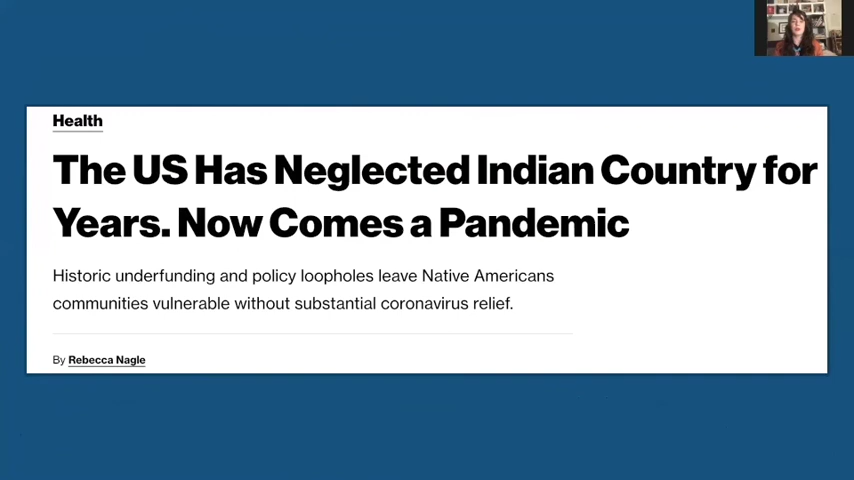 Health
The US Has Neglected Indian Country for
Years. Now Comes a Pandemic
Historic underfunding and policy loopholes leave Native Americans
communities vulnerable without substantial coronavirus relief.
By Rebecca Nagle